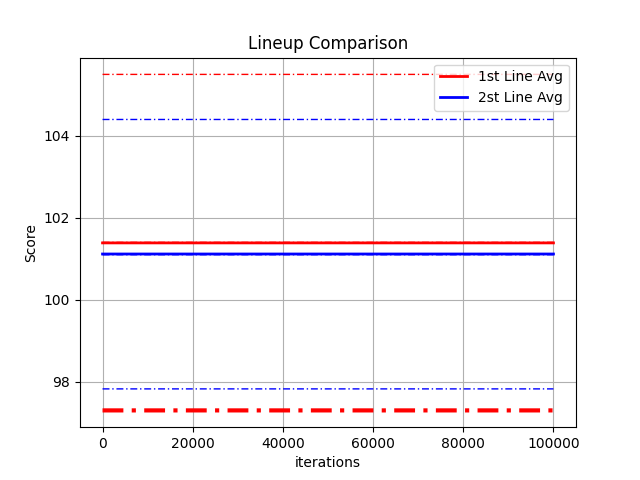 Lineup Comparison
1st Line Avg
2st Line Avg
Score
104
102
100
98
0
20000
40000
60000
80000
100000
iterations